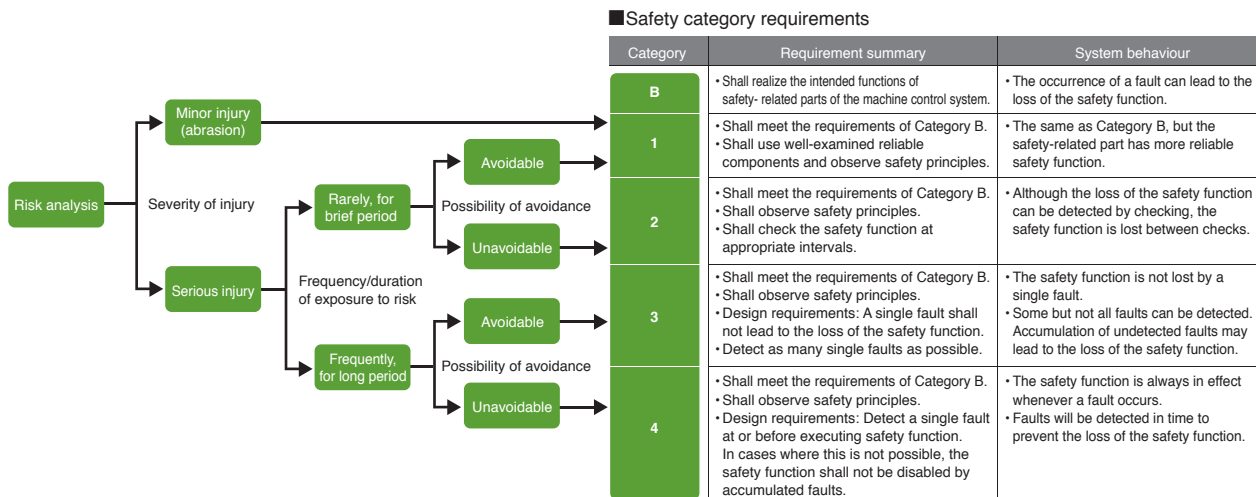 ■Safety category requirements
Category
Requirement summary
System behaviour
Risk analysis
Severity of injury
Minor injury
(abrasion)
Serious injury
Frequency/duration
of exposure to risk
Rarely, for
brief period
Frequently,
for long period
Possibility of avoidance
Avoidable
Unavoidable
Possibility of avoidance
Avoidable
Unavoidable
B
• Shall realize the intended functions of
safety- related parts of the machine control system.
• The occurrence of a fault can lead to the
loss of the safety function.
1
• Shall meet the requirements of Category B.
• Shall use well-examined reliable
components and observe safety principles.
• The same as Category B, but the
safety-related part has more reliable
safety function.
2
• Shall meet the requirements of Category B.
• Shall observe safety principles.
• Shall check the safety function at
appropriate intervals.
• Although the loss of the safety function
can be detected by checking, the
safety function is lost between checks.
3
• Shall meet the requirements of Category B.
• Shall observe safety principles.
• Design requirements: A single fault shall
not lead to the loss of the safety function.
• Detect as many single faults as possible.
• The safety function is not lost by a
single fault.
• Some but not all faults can be detected.
Accumulation of undetected faults may
lead to the loss of the safety function.
4
• Shall meet the requirements of Category B.
• Shall observe safety principles.
• Design requirements: Detect a single fault
at or before executing safety function.
In cases where this is not possible, the
safety function shall not be disabled by
accumulated faults.
• The safety function is always in effect
whenever a fault occurs.
• Faults will be detected in time to
prevent the loss of the safety function.